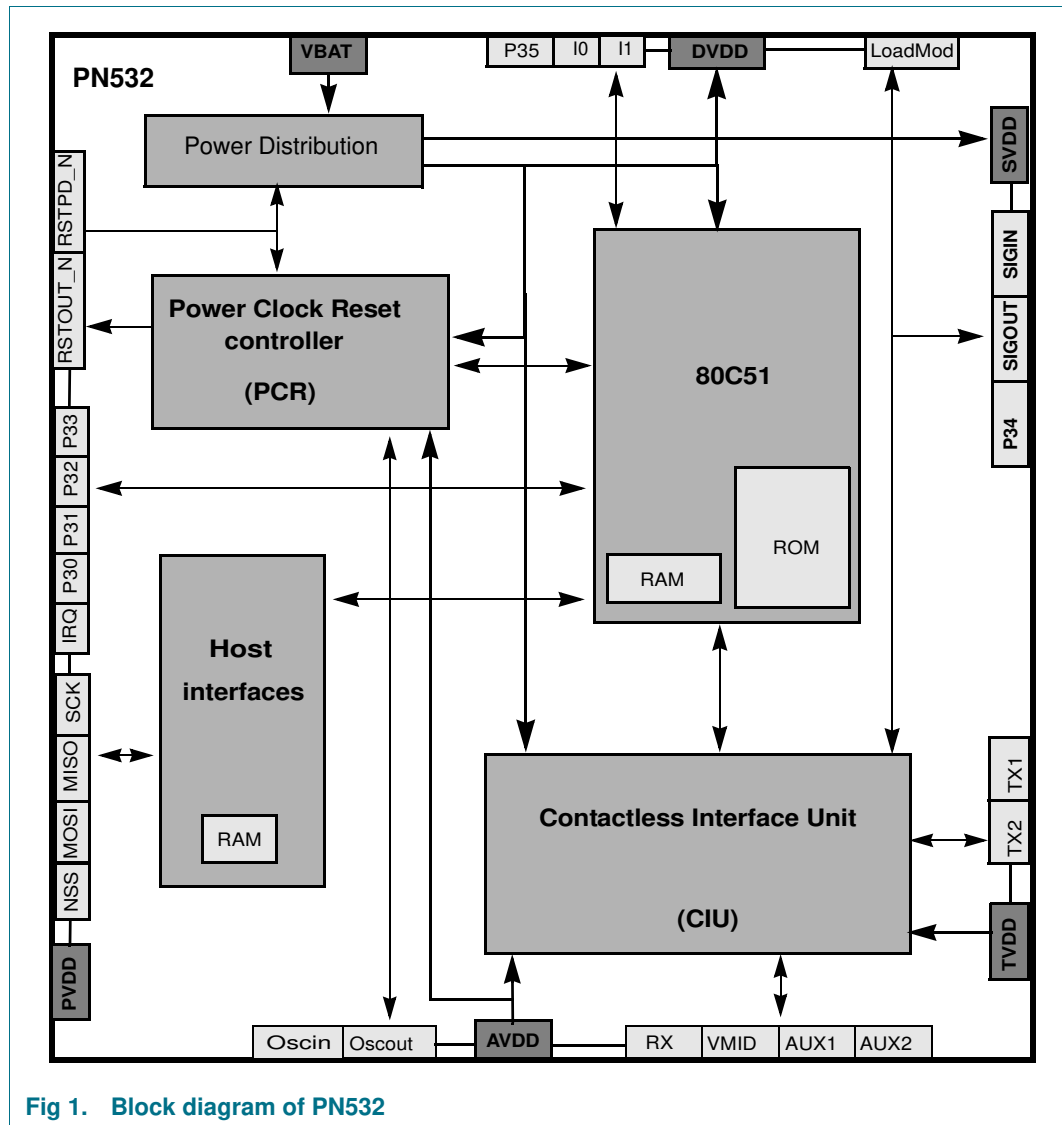 VBAT
P35 I0 I1
DVDD
LoadMod
PN532
Power Distribution
SVDD
RSTPD_N
RSTOUT_N
SIGIN
SIGOUT
P34
Power Clock Reset
controller
(PCR)
80C51
P33
P32
P31
P30
IRQ
ROM
RAM
Host
interfaces
SCK
MISO
MOSI
NSS
RAM
Contactless Interface Unit
(CIU)
TX1
TX2
TVDD
PVDD
Oscin Oscout
AVDD
RX VMID AUX1 AUX2
Fig 1. Block diagram of PN532